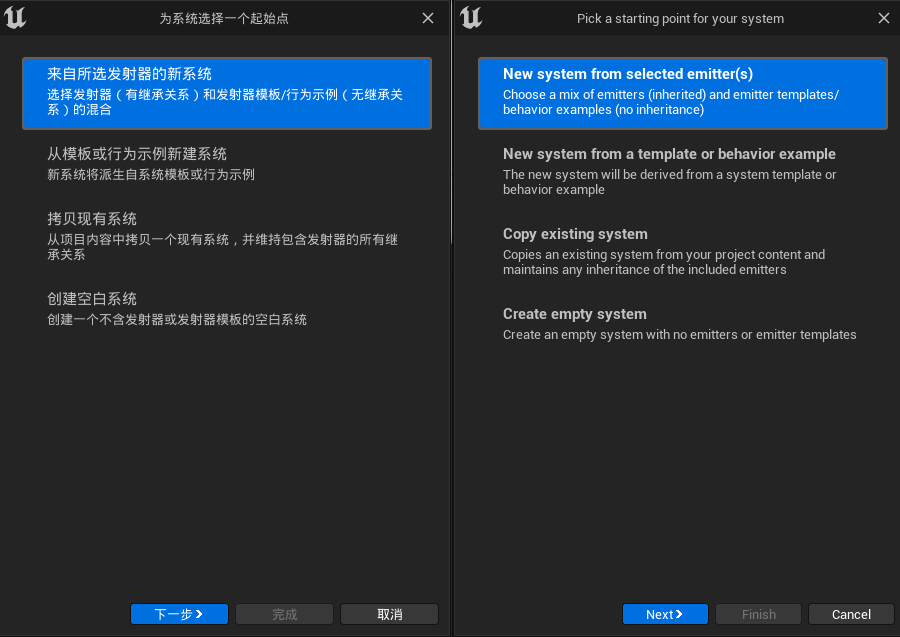 为系统选择一个起始点
来自所选发射器的新系统
选择发射器（有继承关系）和发射器模板/行为示例（无继承关
系）的混合
从模板或行为示例新建系统
新系统将派生自系统模板或行为示例
拷贝现有系统
从项目内容中拷贝一个现有系统，并维持包含发射器的所有继
承关系
创建空白系统
创建一个不含发射器或发射器模板的空白系统
下一步
完成
取消
Pick a starting point for your system
New system from selected emitter(s)
Choose a mix of emitters (inherited) and emitter templates/
behavior examples (no inheritance)
New system from a template or behavior example
The new system will be derived from a system template or
behavior example
Copy existing system
Copies an existing system from your project content and
maintains any inheritance of the included emitters
Create empty system
Create an empty system with no emitters or emitter templates
Next
Finish
Cancel